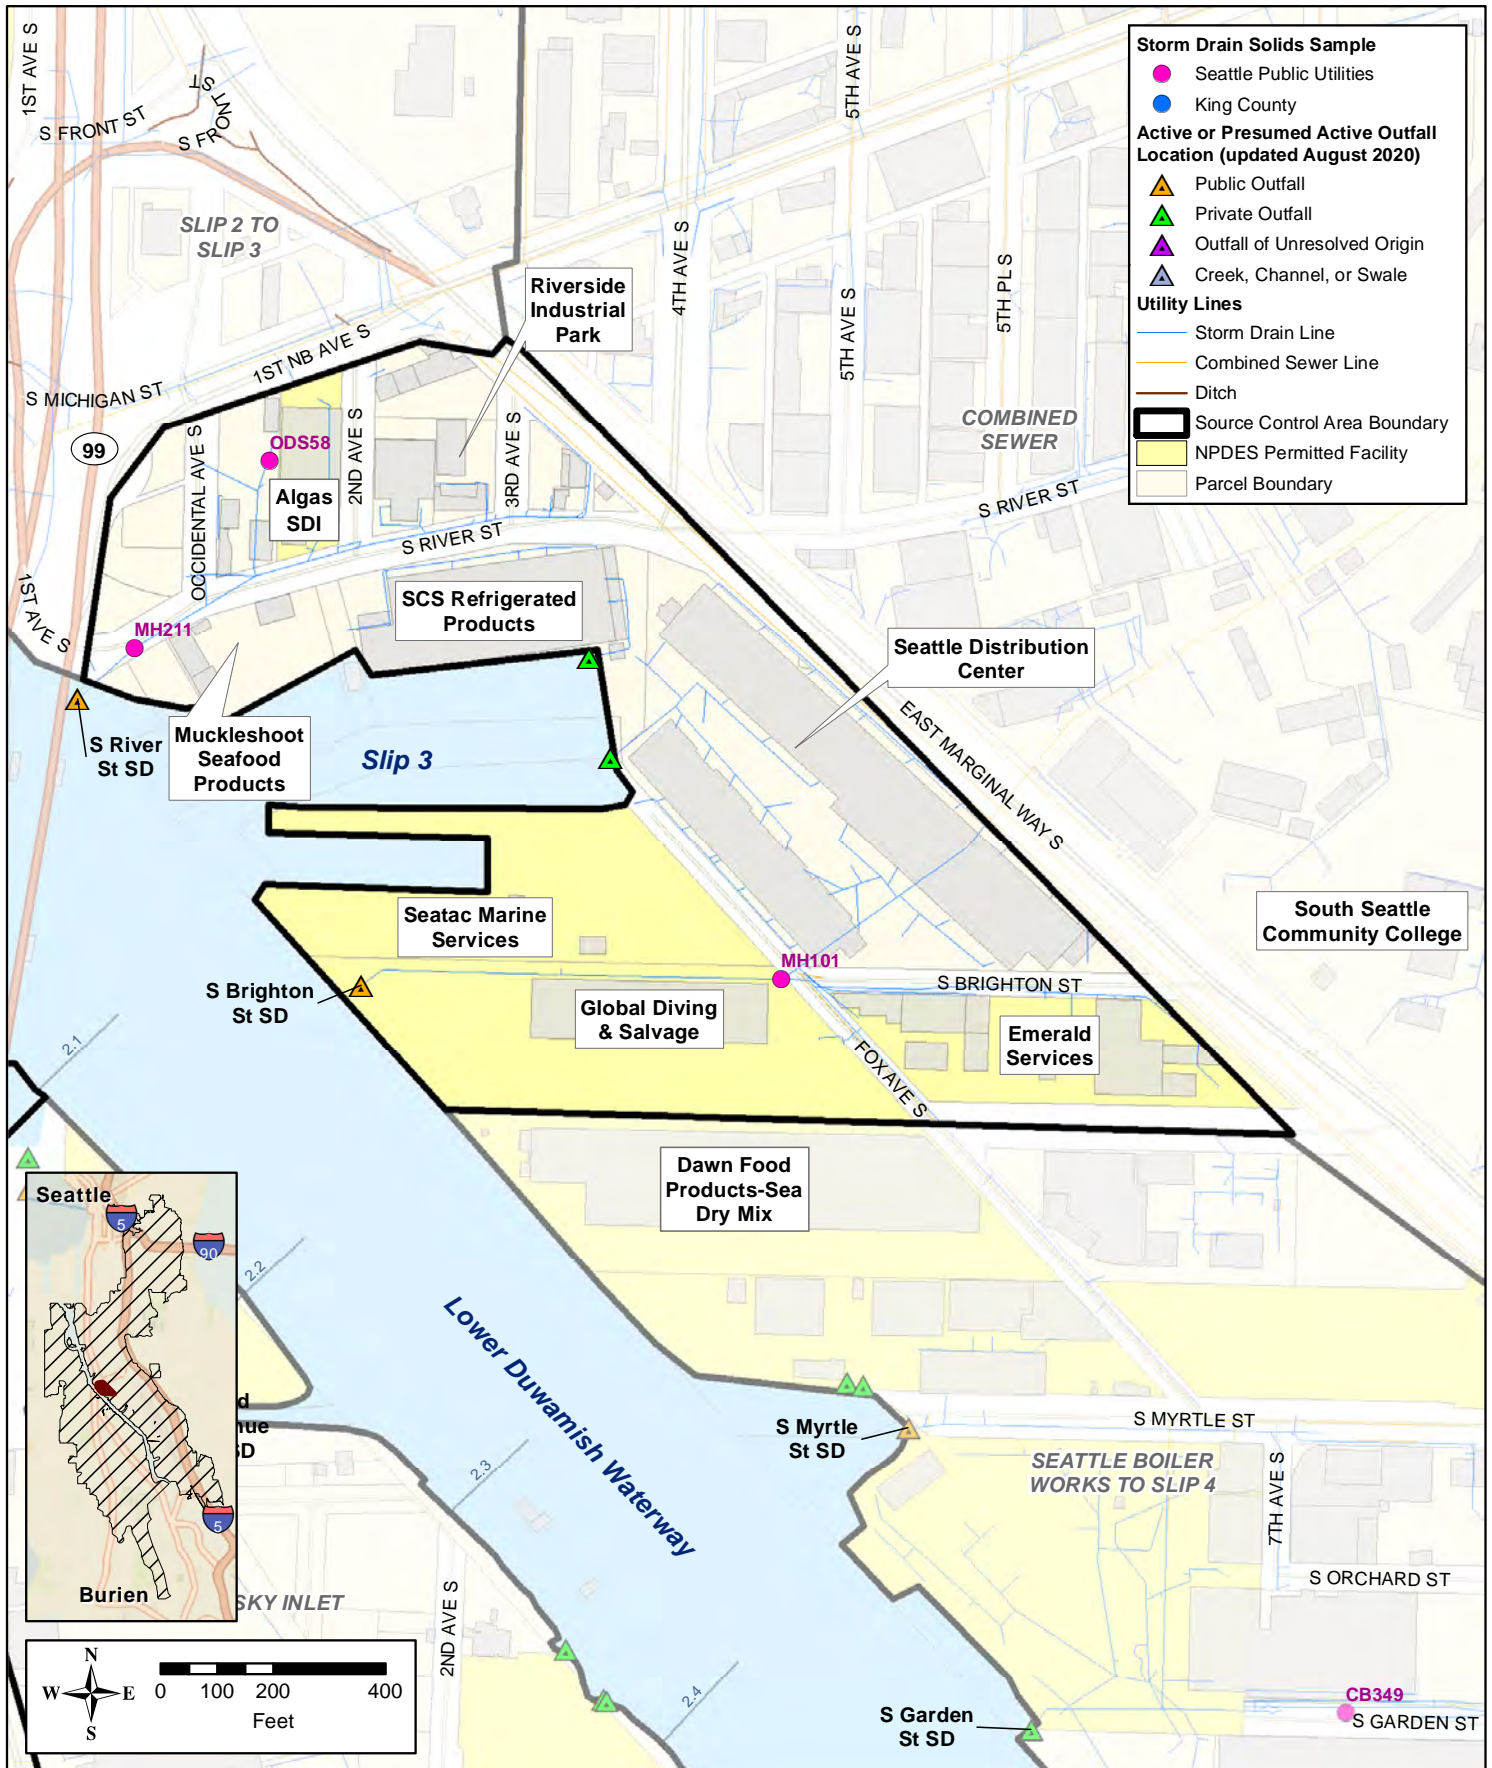 1ST AVE S
S FRONT ST
S FRONT ST
SLIP 2 TO
SLIP 3
5TH AVE S
5TH AVE S
4TH AVE S
5TH AVE S
5TH PL S
Storm Drain Solids Sample
Seattle Public Utilities
King County
Active or Presumed Active Outfall
Location (updated August 2020)
Public Outfall
Private Outfall
Outfall of Unresolved Origin
Creek, Channel, or Swale
Utility Lines
Storm Drain Line
Combined Sewer Line
Ditch
Source Control Area Boundary
NPDES Permitted Facility
Parcel Boundary
Riverside
Industrial
Park
1ST NB AVE S
S MICHIGAN ST
99
COMBINED
SEWER
ODS58
Algas
SDI
OCCIDENTAL AVE S
2ND AVE S
3RD AVE S
S RIVER ST
S RIVER ST
1ST AVE S
MH211
SCS Refrigerated
Products
Seattle Distribution
Center
S River
St SD
Muckleshoot
Seafood
Products
Slip 3
EAST MARGINAL WAY S
South Seattle
Community College
Seatac Marine
Services
MH101
S BRIGHTON ST
S Brighton
St SD
Global Diving
& Salvage
Emerald
Services
FOX AVE S
2.1
Dawn Food
Products-Sea
Dry Mix
Seattle
5
90
5
Burien
2.2
Lower Duwamish Waterway
d
nue
SD
S Myrtle
St SD
S MYRTLE ST
SEATTLE BOILER
WORKS TO SLIP 4
7TH AVE S
2.3
S ORCHARD ST
SKY INLET
2ND AVE S
2.4
CB349
S GARDEN ST
S Garden
St SD
N
W
E
S
0
100
200
400
Feet